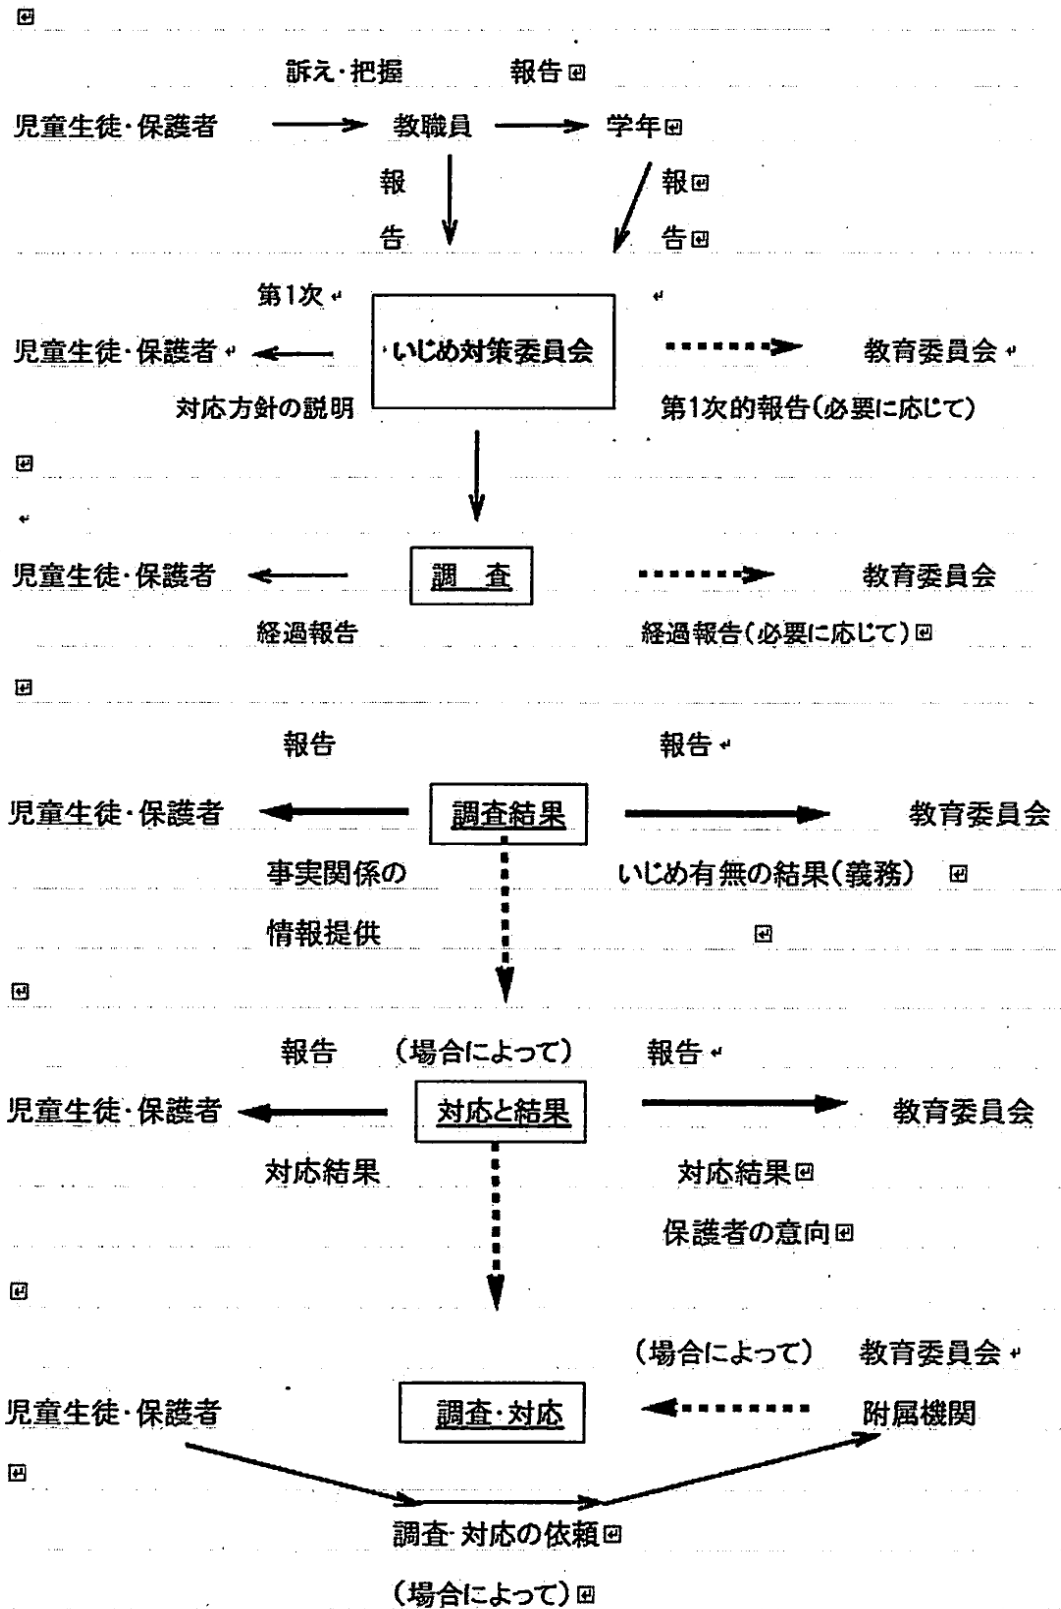 訴え・把握　報告
児童生徒・保護者　教職員　学年
報　報
告　告
第1次
児童生徒・保護者　いじめ対策委員会　教育委員会
対応方針の説明　第1次的報告(必要に応じて)
児童生徒・保護者　調　査　教育委員会
経過報告　経過報告(必要に応じて)
報告　報告
児童生徒・保護者　調査結果　教育委員会
事実関係の　いじめ有無の結果(義務)
情報提供
報告　(場合によって)　報告
児童生徒・保護者　対応と結果　教育委員会
対応結果　対応結果
保護者の意向
(場合によって)　教育委員会
児童生徒・保護者　調査・対応　附属機関
調査・対応の依頼
(場合によって)